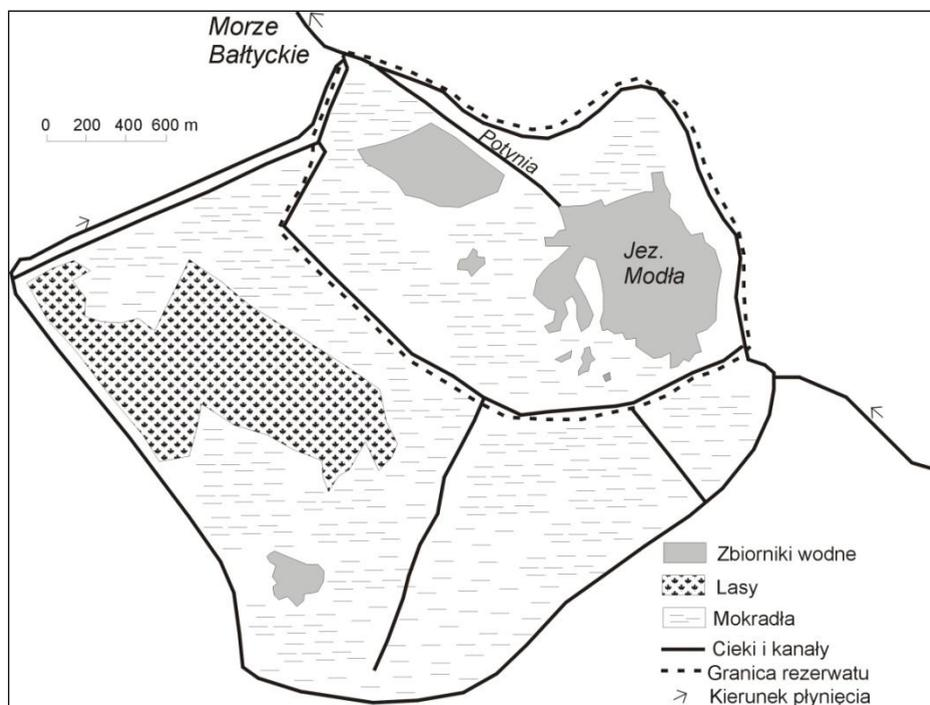 Morze
Bałtyckie
0 200 400 600 m
Potynia
Jez.
Modła
Zbiorniki wodne
Lasy
Mokradła
Cieki i kanały
Granica rezerwatu
Kierunek płynięcia